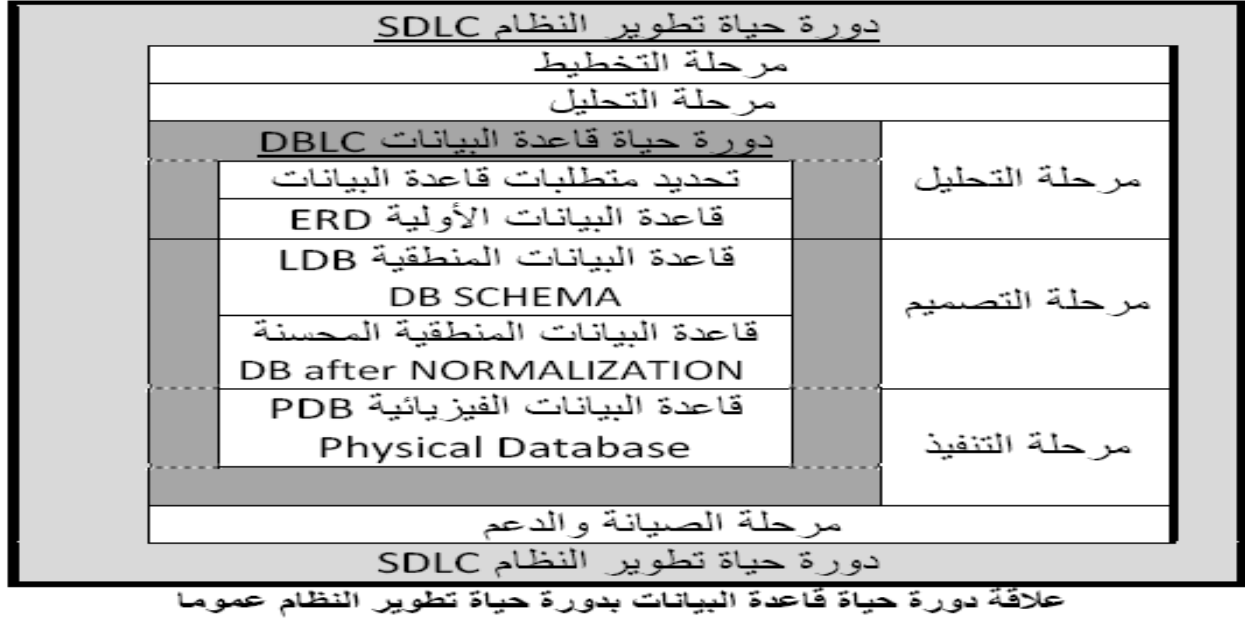 دورة حياة تطوير النظام SDLC
مرحلة التخطيط
مرحلة التحليل
دورة حياة قاعدة البيانات DBLC
مرحلة التحليل
تحديد متطلبات قاعدة البيانات
قاعدة البيانات الأولية ERD
مرحلة التصميم
قاعدة البيانات المنطقية LDB
DB SCHEMA
قاعدة البيانات المنطقية المحسنة
DB after NORMALIZATION
مرحلة التنفيذ
قاعدة البيانات الفيزيائية PDB
Physical Database
مرحلة الصيانة والدعم
دورة حياة تطوير النظام SDLC
علاقة دورة حياة قاعدة البيانات بدورة حياة تطوير النظام عموما